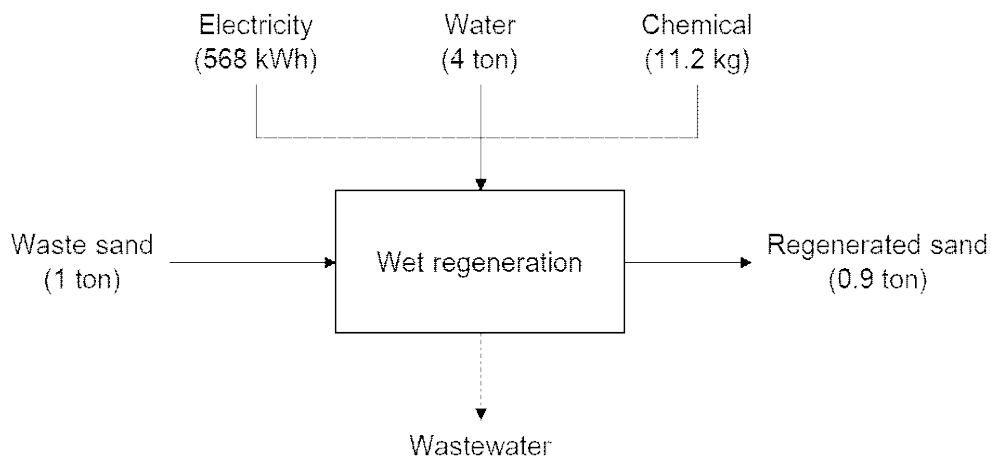 Electricity
(568 kWh)
Water
(4 ton)
Chemical
(11.2 kg)
Waste sand
(1 ton)
Wet regeneration
Regenerated sand
(0.9 ton)
Wastewater